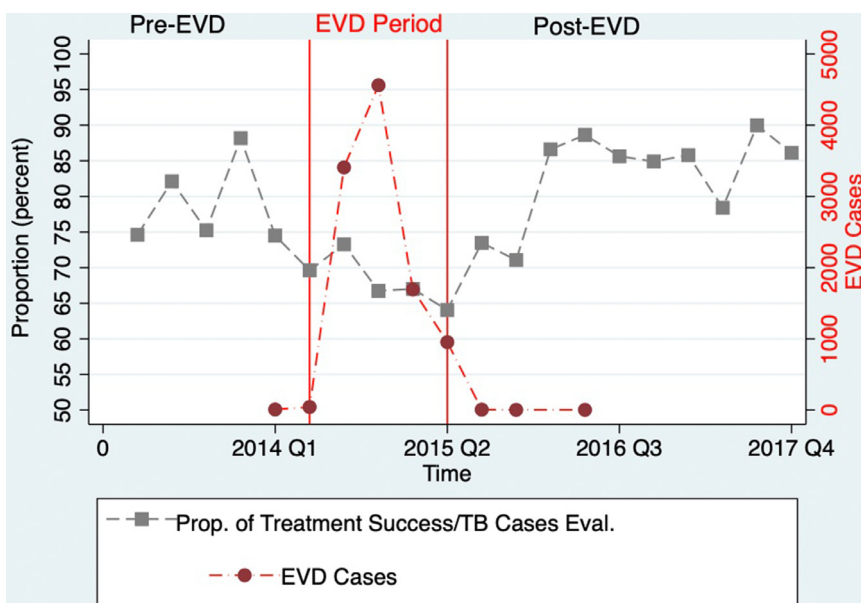 Pre-EVD EVD Period Post-EVD
Proportion (percent)
100
95
90
85
80
75
70
65
60
55
50
5000
4000
3000
2000
1000
0
EVD Cases
0 2014 Q1 2015 Q2 2016 Q3 2017 Q4
Time
Prop. of Treatment Success/TB Cases Eval.
EVD Cases